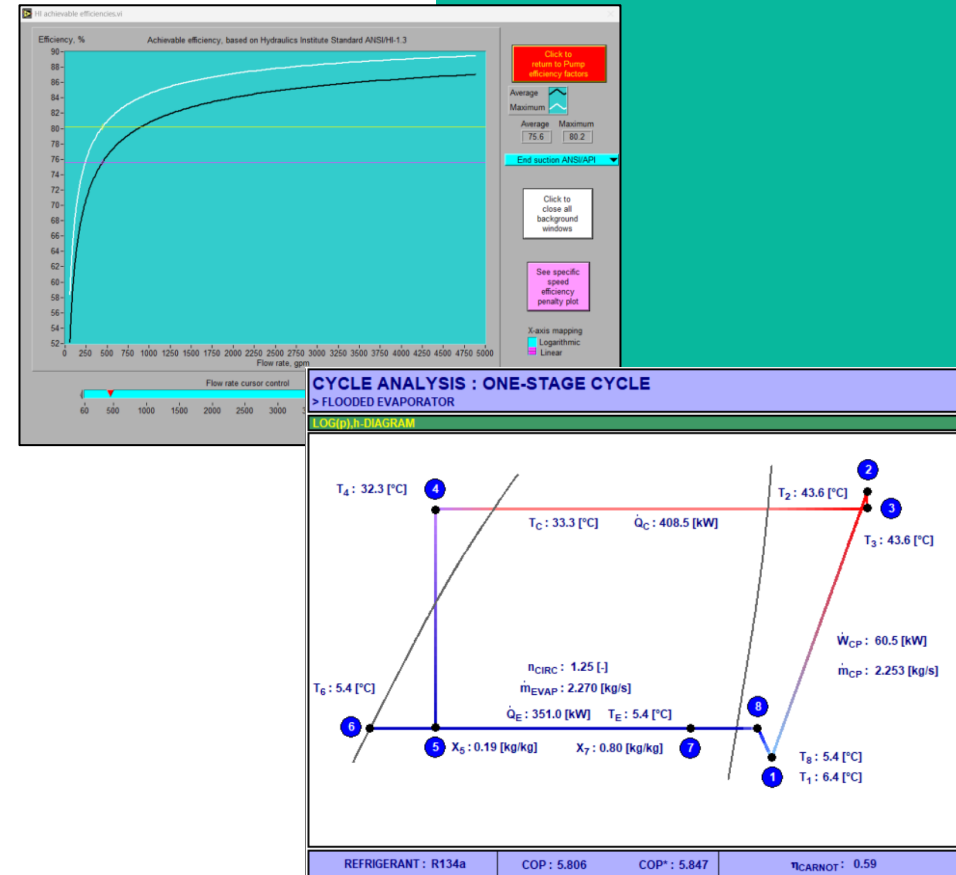 HI achievable efficiencies.vi
Efficiency, %
Achievable efficiency, based on Hydraulics Institute Standard ANSI/HI-1.3
90
88
86
84
82
80
78
76
74
72
70
68
66
64
62
60
58
56
54
52
0 250 500 750 1000 1250 1500 1750 2000 2250 2500 2750 3000 3250 3500 3750 4000 4250 4500 4750 5000
Flow rate, gpm
Click to
return to Pump
efficiency factors
Average
Maximum
Average Maximum
75.6 80.2
End suction ANSI/API
Click to
close all
background
windows
See specific
speed
efficiency
penalty plot
X-axis mapping
Logarithmic
Linear
Flow rate cursor control
60 500 1000 1500 2000 2500 3000
CYCLE ANALYSIS : ONE-STAGE CYCLE
> FLOODED EVAPORATOR
LOG(p),h-DIAGRAM
T4 : 32.3 [°C]
4
2
T2 : 43.6 [°C]
3
TC : 33.3 [°C] Q̇C : 408.5 [kW]
T3 : 43.6 [°C]
ẆCP : 60.5 [kW]
ṁCP : 2.253 [kg/s]
nCIRC : 1.25 [-]
ṁEVAP : 2.270 [kg/s]
T6 : 5.4 [°C]
Q̇E : 351.0 [kW] TE : 5.4 [°C]
8
6
5
X5 : 0.19 [kg/kg]
X7 : 0.80 [kg/kg]
7
T8 : 5.4 [°C]
1
T1 : 6.4 [°C]
REFRIGERANT : R134a
COP : 5.806
COP* : 5.847
ηCARNOT : 0.59